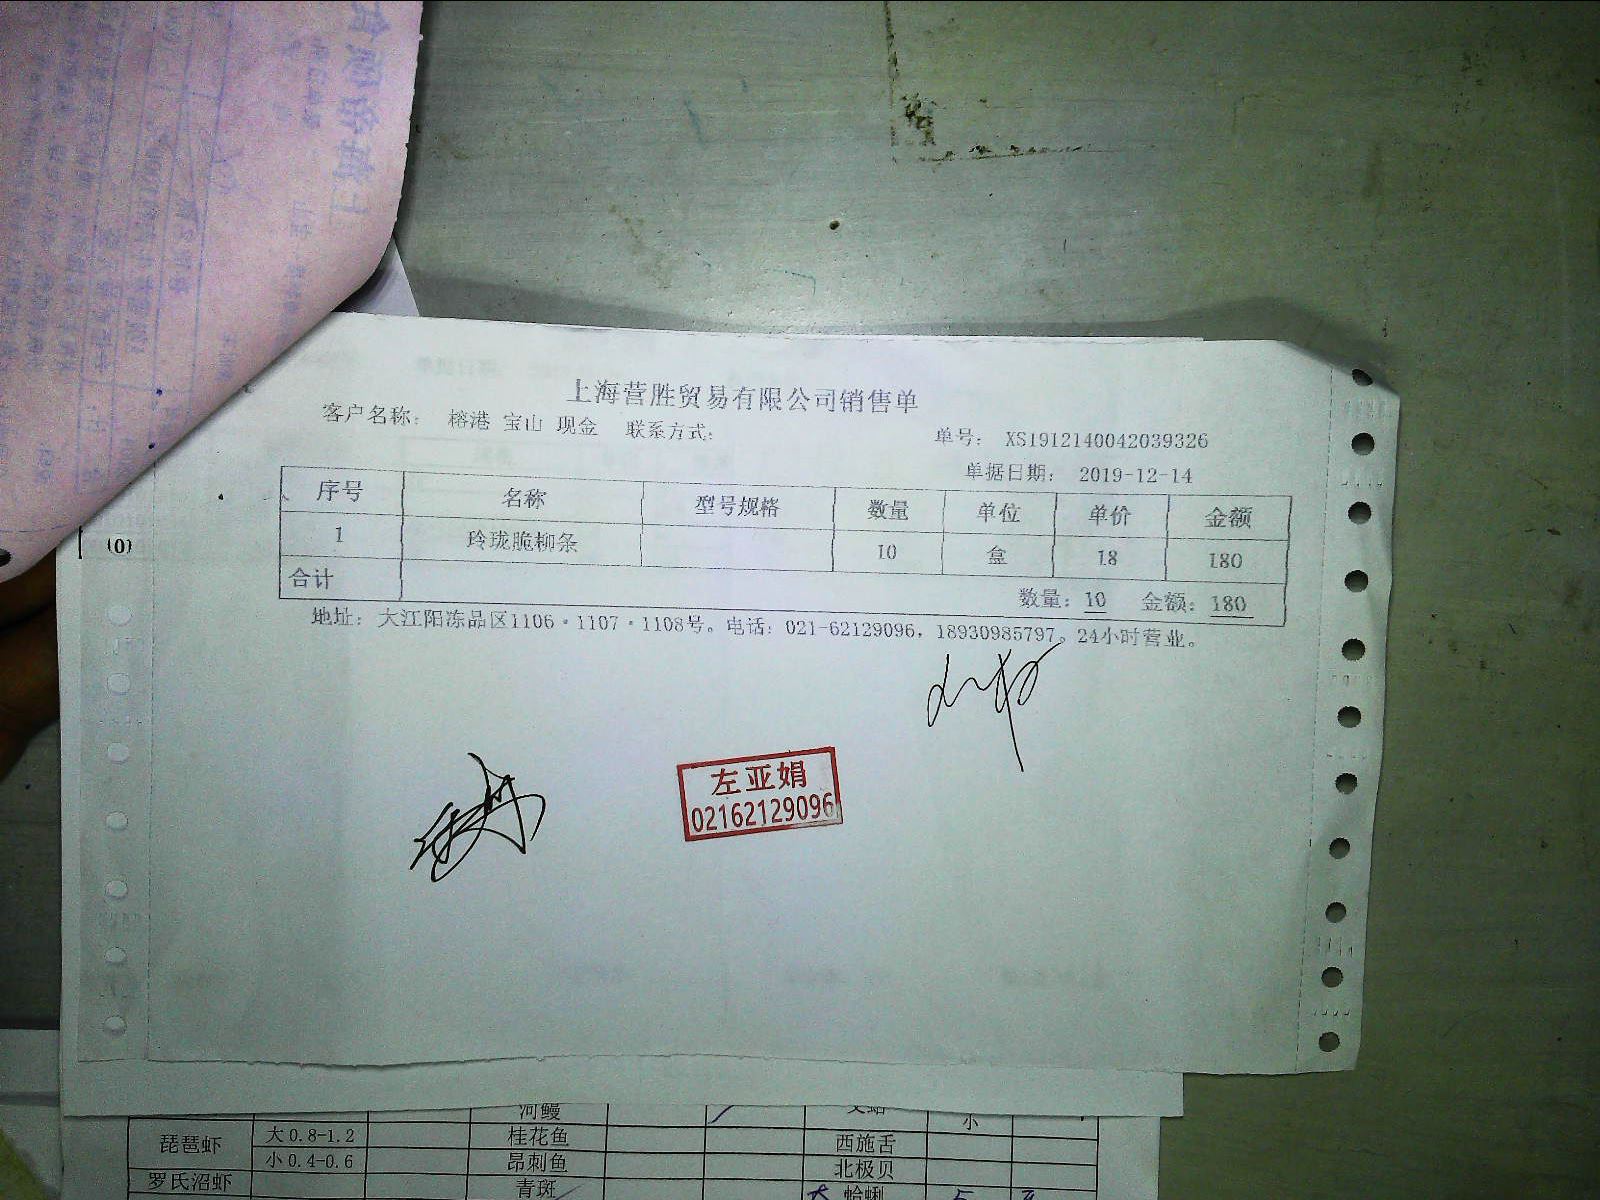 上海营胜贸易有限公司销售单
客户名称: 榕港 宝山 现金 联系方式: 单号: XS1912140042039326
单据日期: 2019-12-14
序号 名称 型号规格 数量 单位 单价 金额
1 玲珑脆柳条 10 盒 18 180
合计 数量: 10 金额: 180
地址: 大江阳冻品区1106·1107·1108号。电话: 021-62129096, 18930985797。24小时营业。
左亚娟
02162129096
(0)
河鳗 小
琵琶虾 大0.8-1.2 桂花鱼 西施舌
小0.4-0.6 昂刺鱼 北极贝
罗氏沼虾 青斑 大 蛤蜊